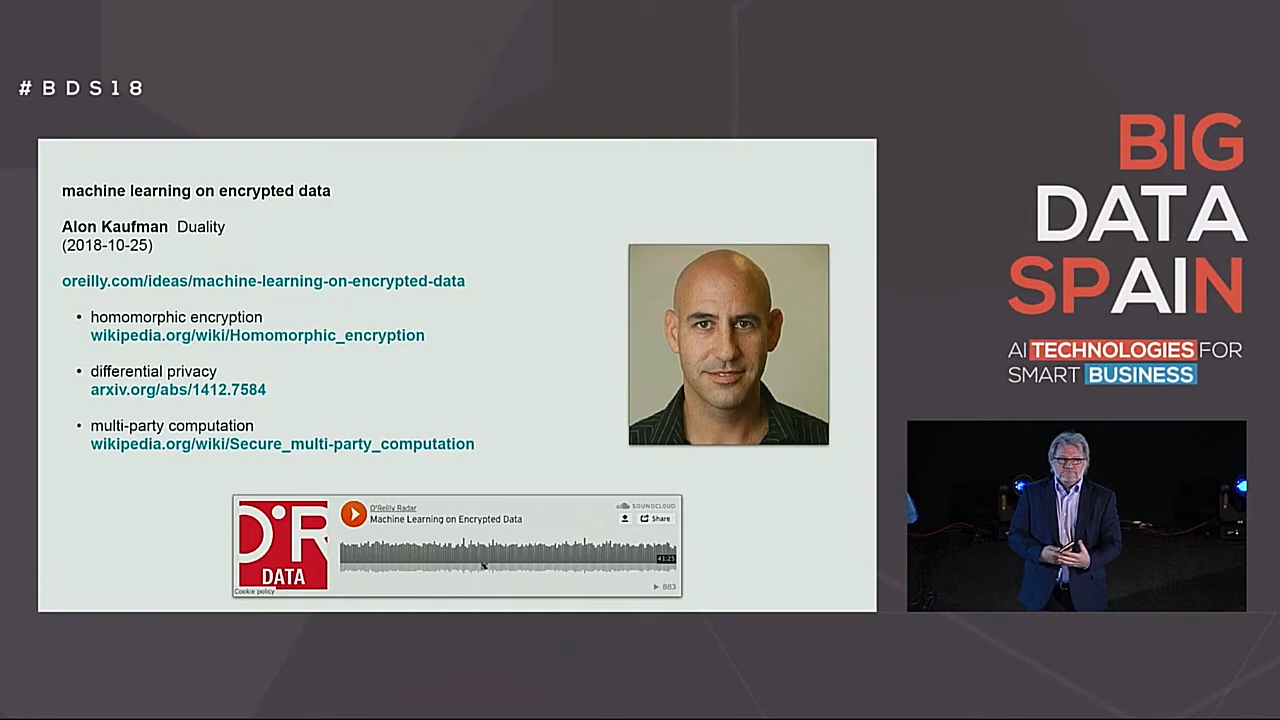 #BDS18
machine learning on encrypted data
Alon Kaufman Duality
(2018-10-25)
oreilly.com/ideas/machine-learning-on-encrypted-data
• homomorphic encryption
wikipedia.org/wiki/Homomorphic_encryption
• differential privacy
arxiv.org/abs/1412.7584
• multi-party computation
wikipedia.org/wiki/Secure_multi-party_computation
O'R
DATA
Cookie policy
O'Reilly Radar
Machine Learning on Encrypted Data
SOUNDCLOUD
Share
41:25
883
BIG
DATA
SPAIN
AI TECHNOLOGIES FOR
SMART BUSINESS